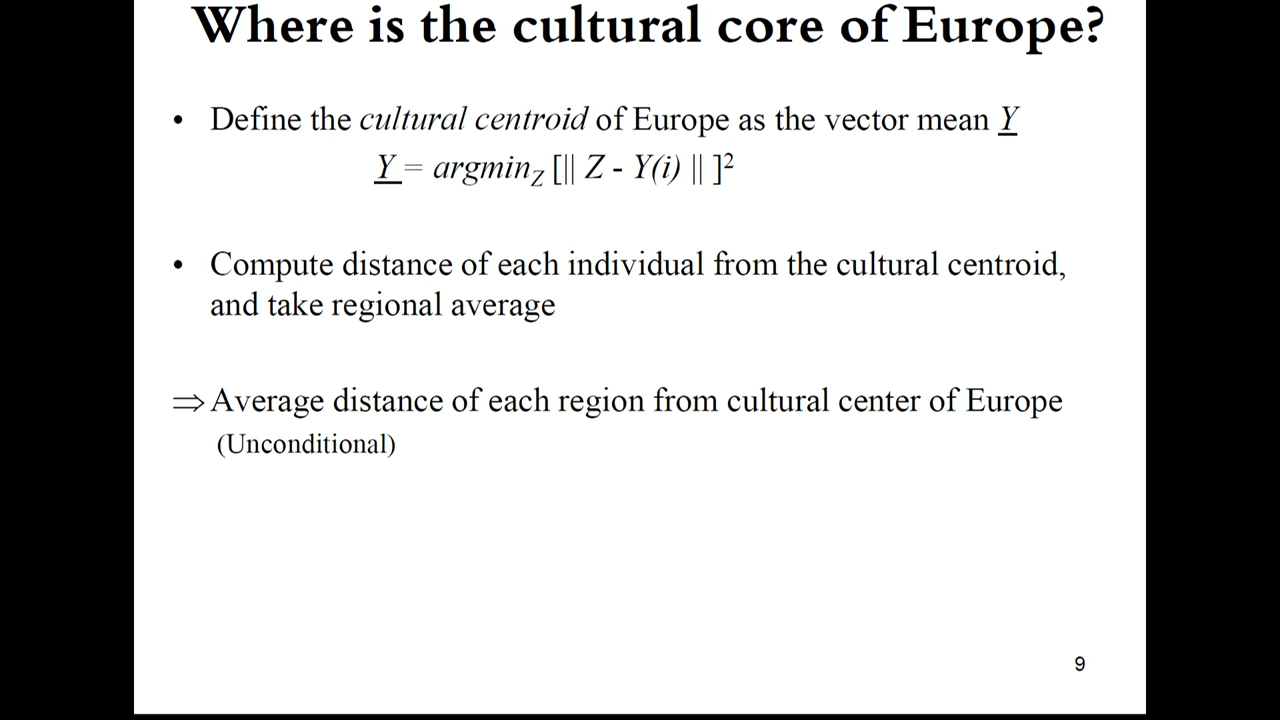 Where is the cultural core of Europe?
• Define the cultural centroid of Europe as the vector mean Y
Y = argmin_Z [|| Z - Y(i) || ]²
• Compute distance of each individual from the cultural centroid,
and take regional average
⇒ Average distance of each region from cultural center of Europe
(Unconditional)
9